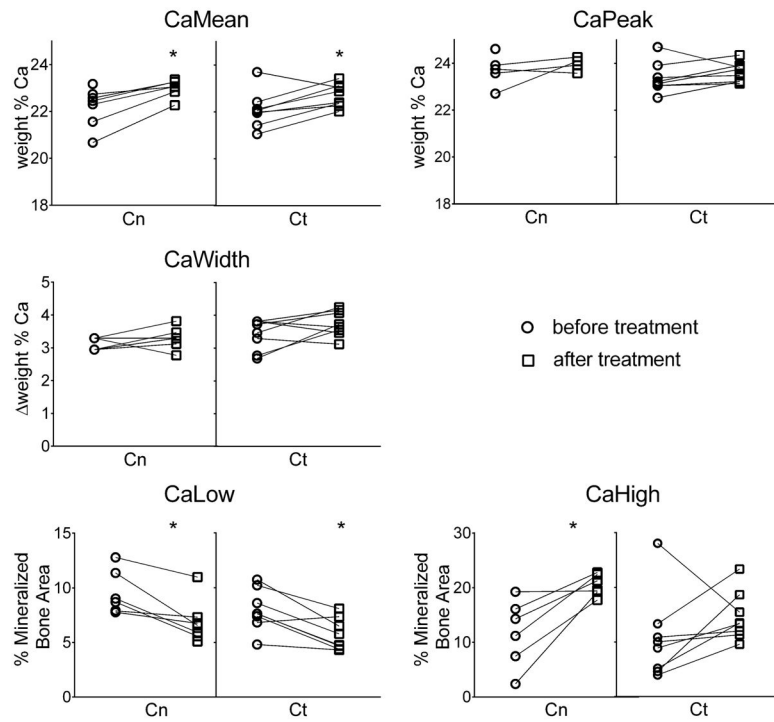 CaMean
CaPeak
weight % Ca
24
22
20
18
*
*
Cn
Ct
weight % Ca
24
22
20
18
Cn
Ct
CaWidth
Δweight % Ca
5
4
3
2
1
0
Cn
Ct
before treatment
after treatment
CaLow
CaHigh
% Mineralized
Bone Area
15
10
5
0
*
*
Cn
Ct
% Mineralized
Bone Area
30
20
10
0
*
Cn
Ct